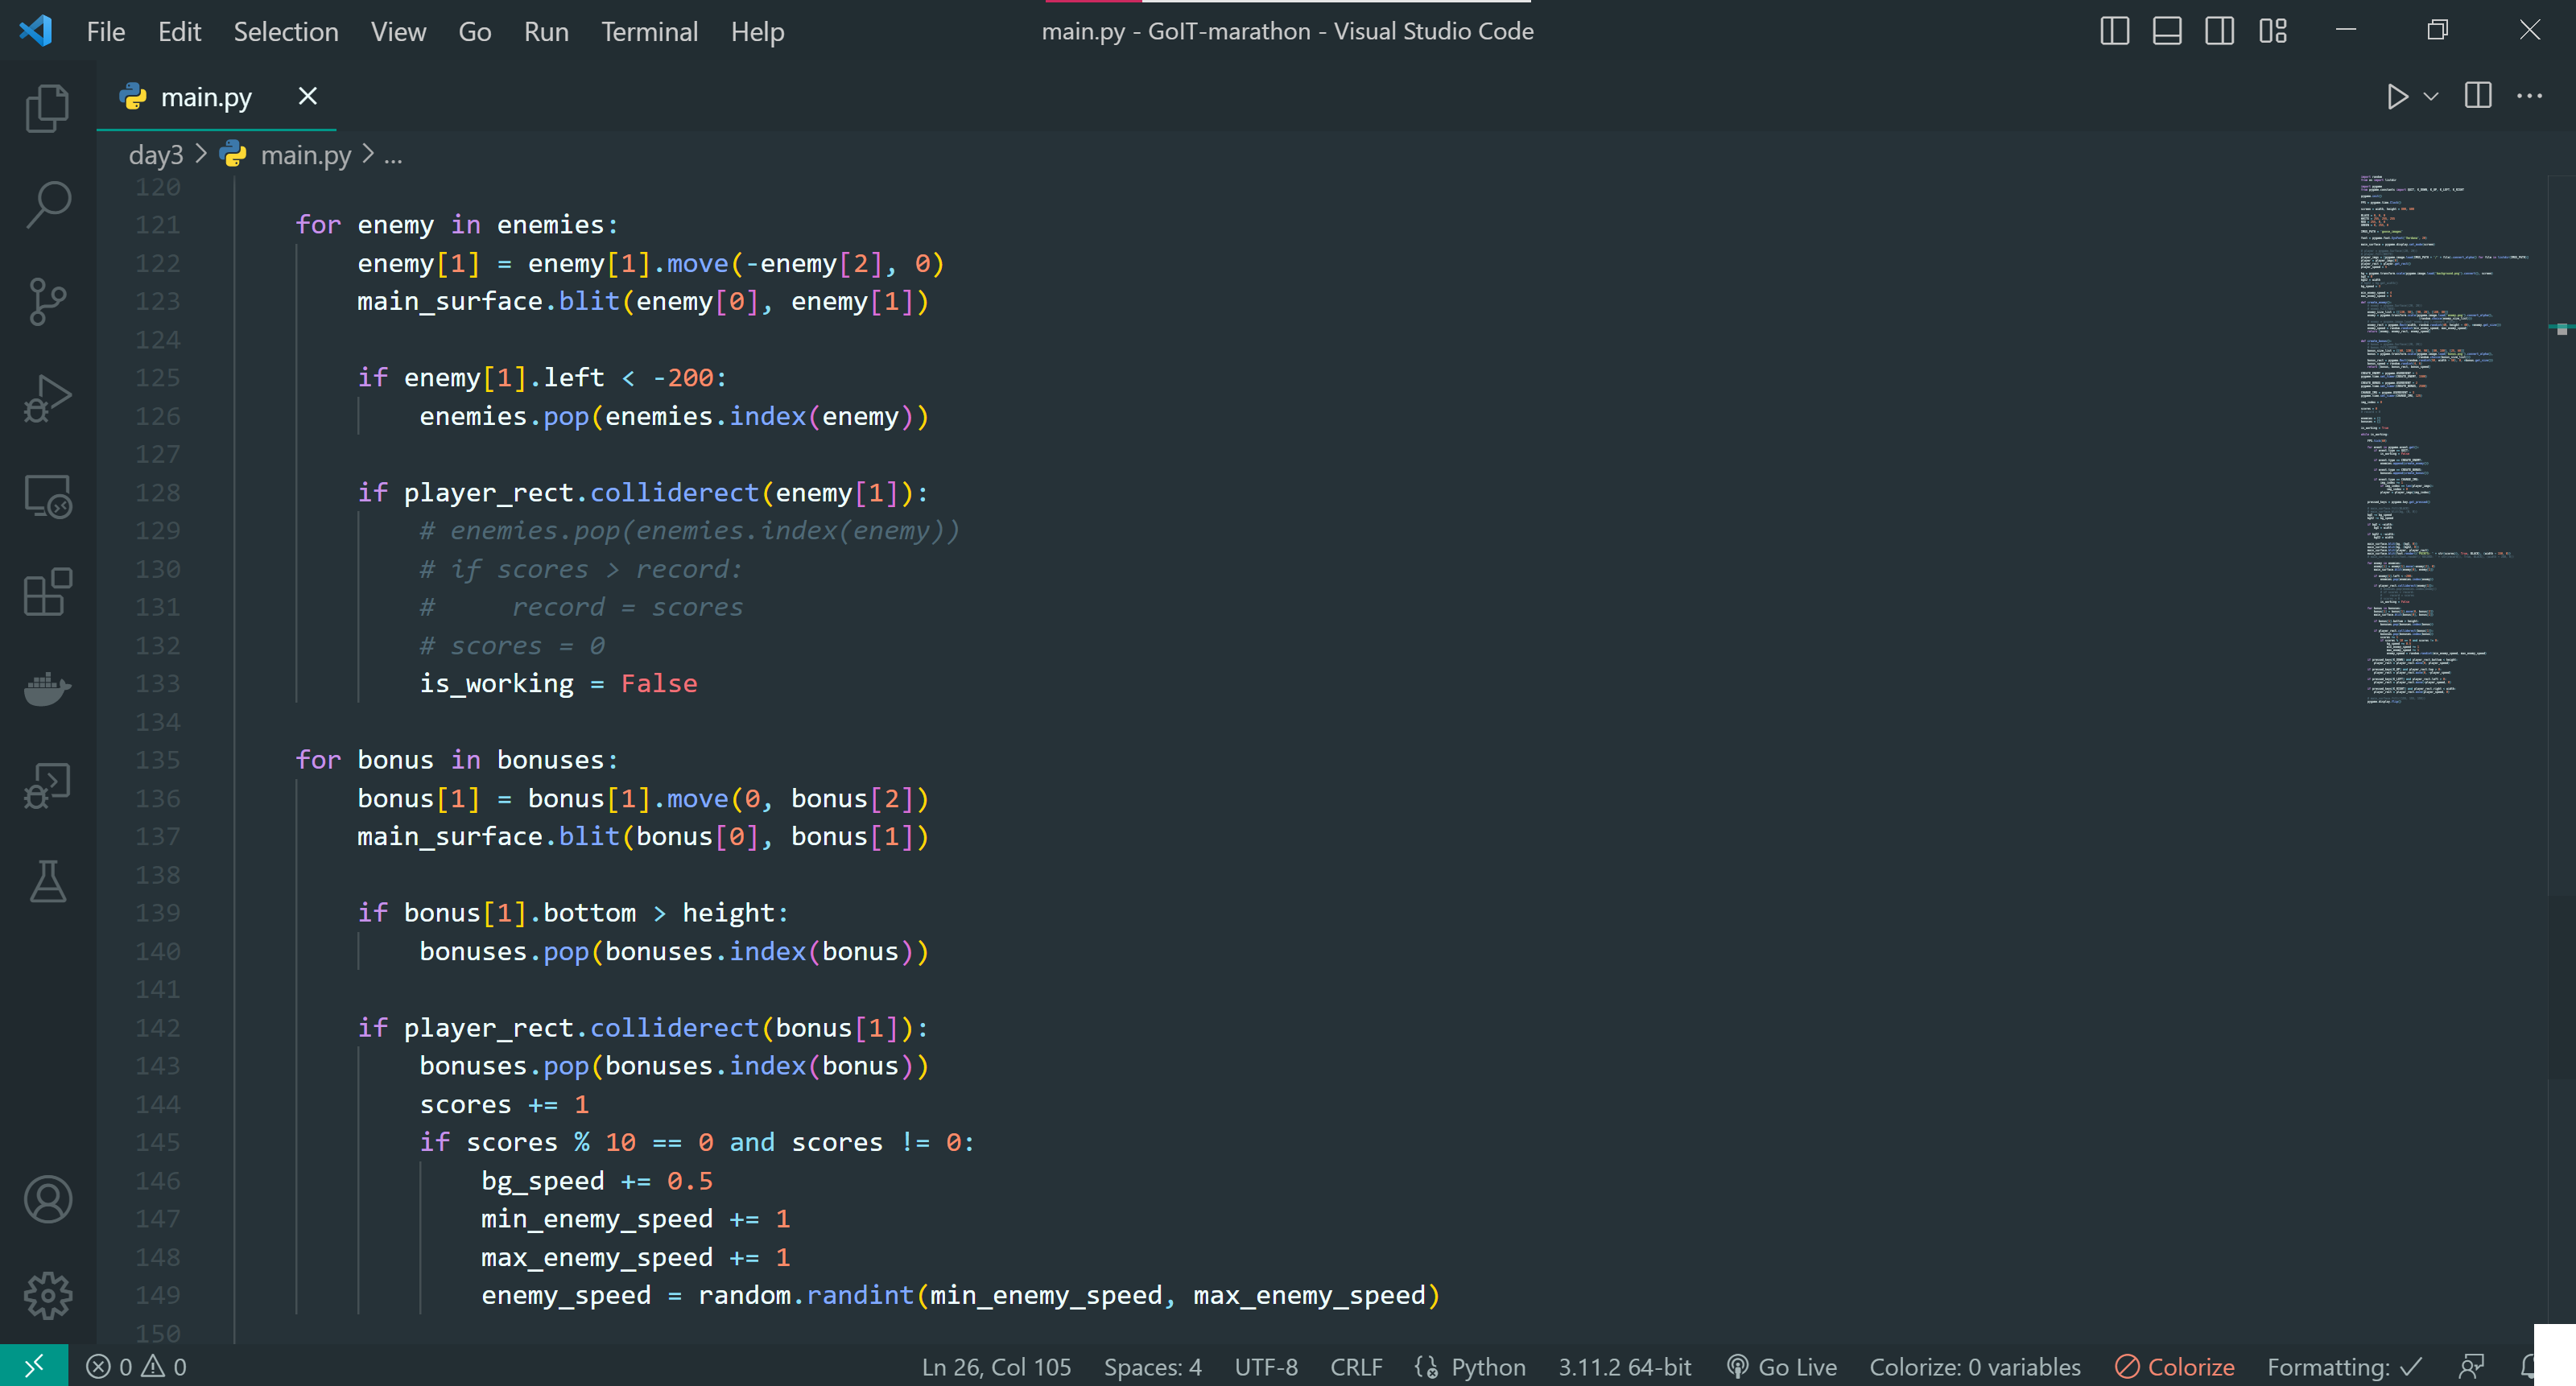 File Edit Selection View Go Run Terminal Help main.py - GoIT-marathon - Visual Studio Code
main.py
day3 > main.py > ...
120
121 for enemy in enemies:
122 enemy[1] = enemy[1].move(-enemy[2], 0)
123 main_surface.blit(enemy[0], enemy[1])
124
125 if enemy[1].left < -200:
126 enemies.pop(enemies.index(enemy))
127
128 if player_rect.colliderect(enemy[1]):
129 # enemies.pop(enemies.index(enemy))
130 # if scores > record:
131 #     record = scores
132 # scores = 0
133 is_working = False
134
135 for bonus in bonuses:
136 bonus[1] = bonus[1].move(0, bonus[2])
137 main_surface.blit(bonus[0], bonus[1])
138
139 if bonus[1].bottom > height:
140 bonuses.pop(bonuses.index(bonus))
141
142 if player_rect.colliderect(bonus[1]):
143 bonuses.pop(bonuses.index(bonus))
144 scores += 1
145 if scores % 10 == 0 and scores != 0:
146 bg_speed += 0.5
147 min_enemy_speed += 1
148 max_enemy_speed += 1
149 enemy_speed = random.randint(min_enemy_speed, max_enemy_speed)
150
0 0 Ln 26, Col 105 Spaces: 4 UTF-8 CRLF Python 3.11.2 64-bit Go Live Colorize: 0 variables Colorize Formatting: